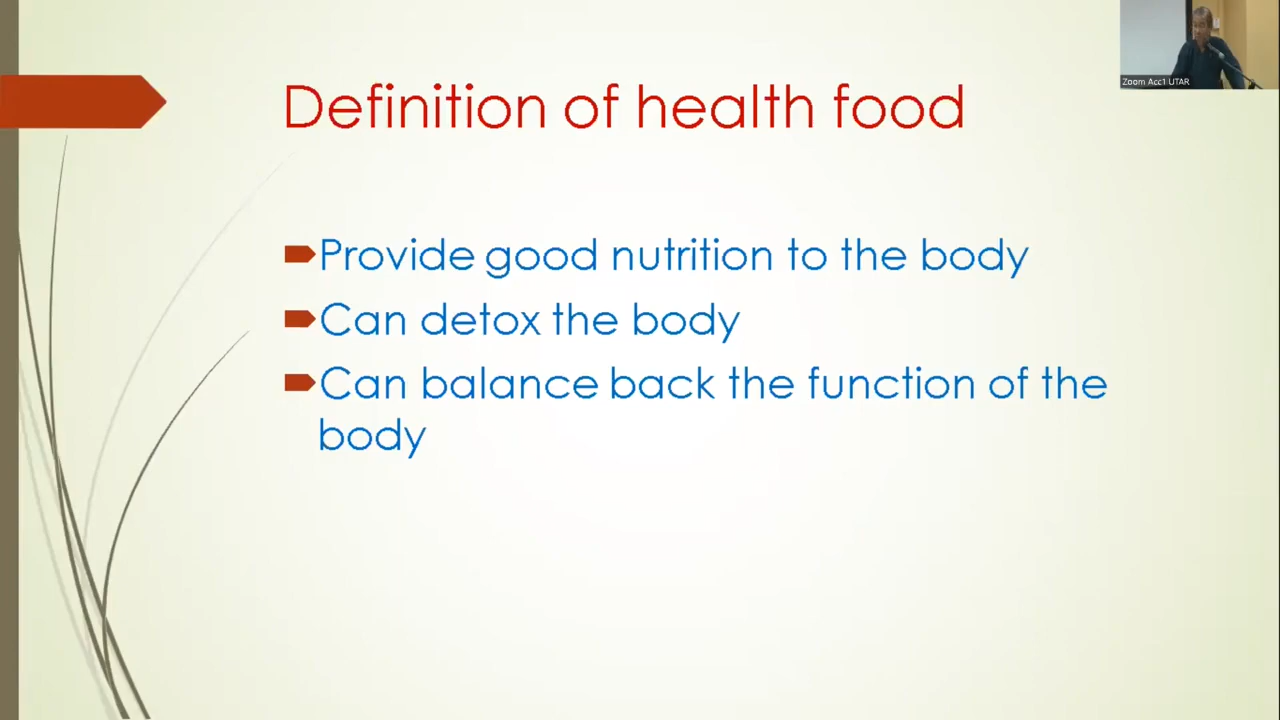 Zoom Acc1 UTAR
Definition of health food
Provide good nutrition to the body
Can detox the body
Can balance back the function of the
body